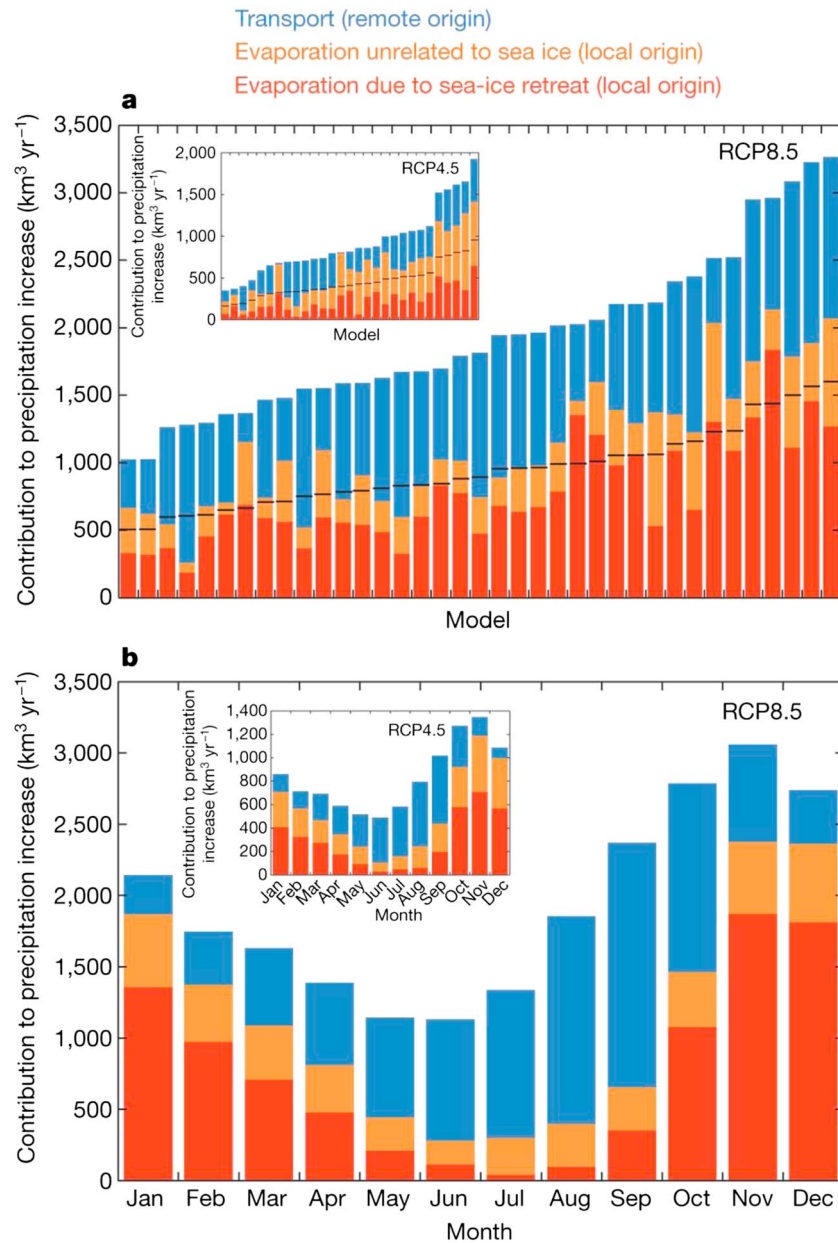 Transport (remote origin)
Evaporation unrelated to sea ice (local origin)
Evaporation due to sea-ice retreat (local origin)
a
Contribution to precipitation increase (km³ yr⁻¹)
3,500
3,000
2,500
2,000
1,500
1,000
500
0
RCP8.5
Contribution to precipitation
increase (km³ yr⁻¹)
2,000
1,500
1,000
500
0
RCP4.5
Model
Model
b
Contribution to precipitation increase (km³ yr⁻¹)
3,500
3,000
2,500
2,000
1,500
1,000
500
0
RCP8.5
Contribution to precipitation
increase (km³ yr⁻¹)
1,400
1,200
1,000
800
600
400
200
0
RCP4.5
Jan Feb Mar Apr May Jun Jul Aug Sep Oct Nov Dec
Month
Jan Feb Mar Apr May Jun Jul Aug Sep Oct Nov Dec
Month